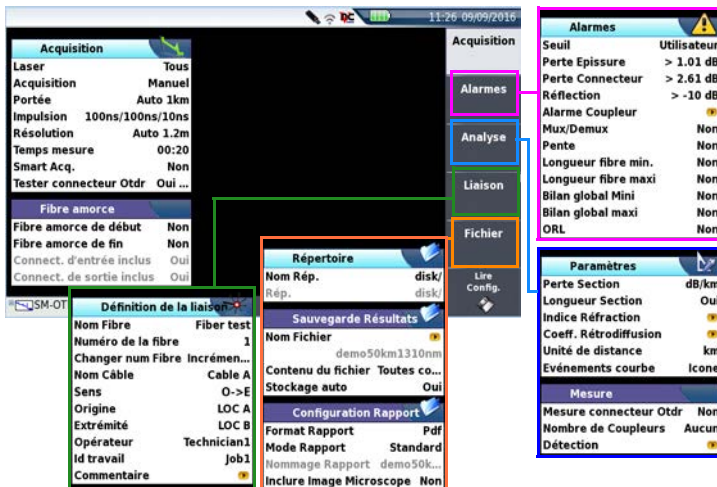 11:26 09/09/2016
Acquisition
Laser Tous
Acquisition Manuel
Portée Auto 1km
Impulsion 100ns/100ns/10ns
Résolution Auto 1.2m
Temps mesure 00:20
Smart Acq. Non
Tester connecteur Otdr Oui ...
Fibre amorce
Fibre amorce de début Non
Fibre amorce de fin Non
Connect. d'entrée inclus Oui
Connect. de sortie inclus Oui
SM-OT
Acquisition
Alarmes
Analyse
Liaison
Fichier
Lire
Config.
Définition de la liaison
Nom Fibre Fiber test
Numéro de la fibre 1
Changer num Fibre Incrémen...
Nom Câble Cable A
Sens O->E
Origine LOC A
Extrémité LOC B
Opérateur Technician1
Id travail Job1
Commentaire
Répertoire
Nom Rép. disk/
Rép. disk/
Sauvegarde Résultats
Nom Fichier
demo50km1310nm
Contenu du fichier Toutes co...
Stockage auto Oui
Configuration Rapport
Format Rapport Pdf
Mode Rapport Standard
Nommage Rapport demo50k...
Inclure Image Microscope Non
Alarmes
Seuil Utilisateur
Perte Epissure > 1.01 dB
Perte Connecteur > 2.61 dB
Réflection > -10 dB
Alarme Coupleur
Mux/Demux Non
Pente Non
Longueur fibre min. Non
Longueur fibre maxi Non
Bilan global Mini Non
Bilan global maxi Non
ORL Non
Paramètres
Perte Section dB/km
Longueur Section Oui
Indice Réfraction
Coeff. Rétrodiffusion
Unité de distance km
Evénements courbe Icone
Mesure
Mesure connecteur Otdr Non
Nombre de Coupleurs Aucun
Détection